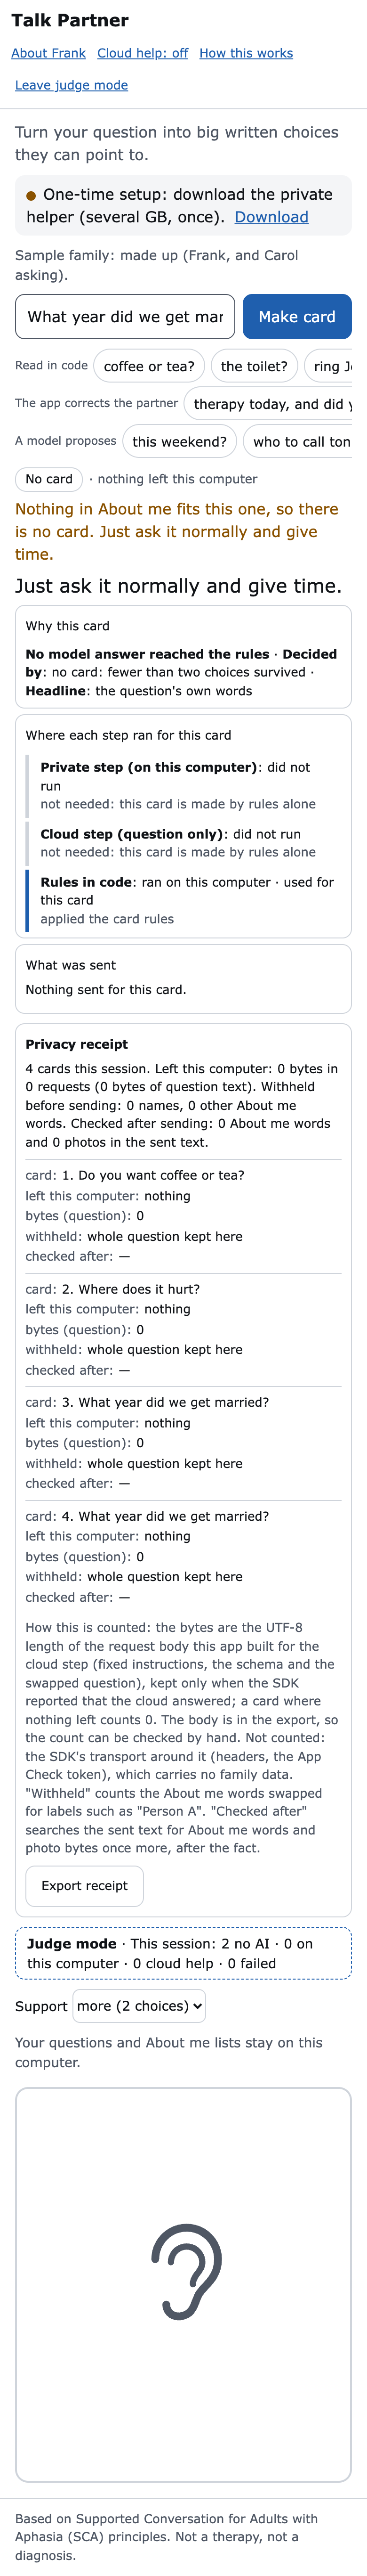 Talk Partner
About Frank Cloud help: off How this works
Leave judge mode
Turn your question into big written choices
they can point to.
One-time setup: download the private
helper (several GB, once). Download
Sample family: made up (Frank, and Carol
asking).
What year did we get mar
Make card
Read in code coffee or tea? the toilet? ring J
The app corrects the partner therapy today, and did y
A model proposes this weekend? who to call ton
No card · nothing left this computer
Nothing in About me fits this one, so there
is no card. Just ask it normally and give
time.
Just ask it normally and give time.
Why this card
No model answer reached the rules · Decided
by: no card: fewer than two choices survived ·
Headline: the question's own words
Where each step ran for this card
Private step (on this computer): did not
run
not needed: this card is made by rules alone
Cloud step (question only): did not run
not needed: this card is made by rules alone
Rules in code: ran on this computer · used for
this card
applied the card rules
What was sent
Nothing sent for this card.
Privacy receipt
4 cards this session. Left this computer: 0 bytes in
0 requests (0 bytes of question text). Withheld
before sending: 0 names, 0 other About me
words. Checked after sending: 0 About me words
and 0 photos in the sent text.
card: 1. Do you want coffee or tea?
left this computer: nothing
bytes (question): 0
withheld: whole question kept here
checked after: —
card: 2. Where does it hurt?
left this computer: nothing
bytes (question): 0
withheld: whole question kept here
checked after: —
card: 3. What year did we get married?
left this computer: nothing
bytes (question): 0
withheld: whole question kept here
checked after: —
card: 4. What year did we get married?
left this computer: nothing
bytes (question): 0
withheld: whole question kept here
checked after: —
How this is counted: the bytes are the UTF-8
length of the request body this app built for the
cloud step (fixed instructions, the schema and the
swapped question), kept only when the SDK
reported that the cloud answered; a card where
nothing left counts 0. The body is in the export, so
the count can be checked by hand. Not counted:
the SDK's transport around it (headers, the App
Check token), which carries no family data.
"Withheld" counts the About me words swapped
for labels such as "Person A". "Checked after"
searches the sent text for About me words and
photo bytes once more, after the fact.
Export receipt
Judge mode · This session: 2 no AI · 0 on
this computer · 0 cloud help · 0 failed
Support more (2 choices)
Your questions and About me lists stay on this
computer.
Based on Supported Conversation for Adults with
Aphasia (SCA) principles. Not a therapy, not a
diagnosis.